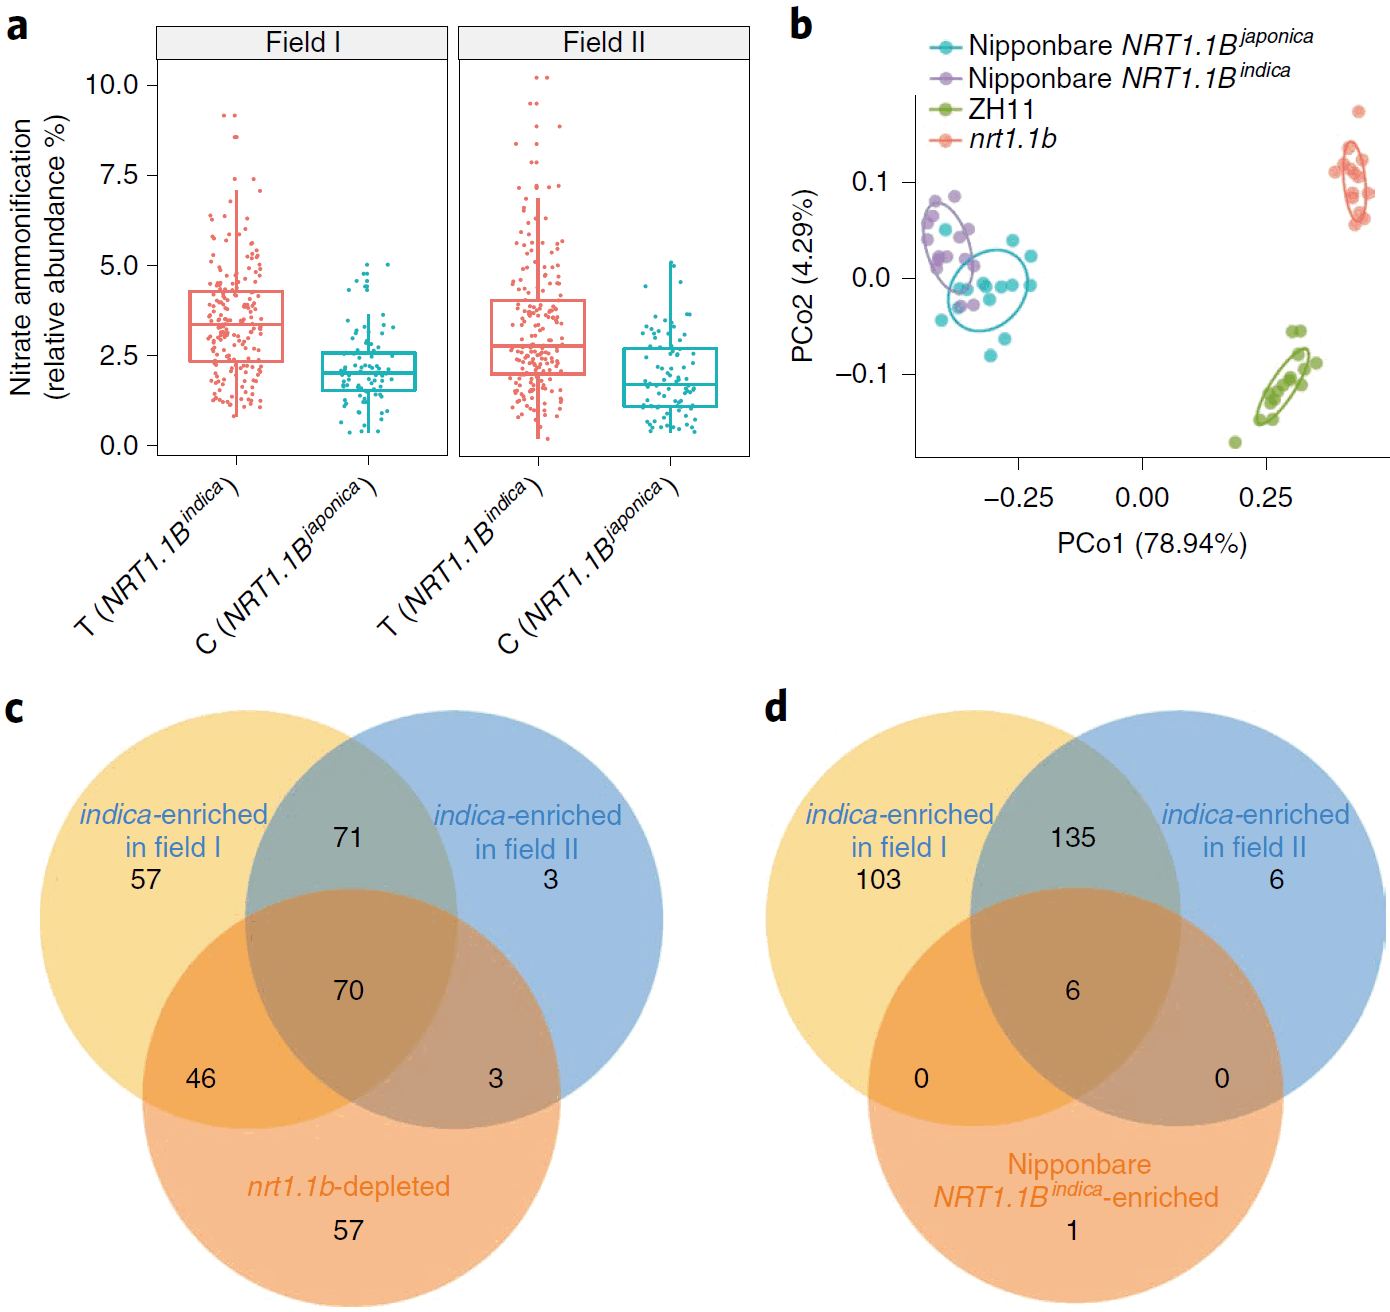 a
Field I
Field II
Nitrate ammonification
(relative abundance %)
10.0
7.5
5.0
2.5
0.0
T (NRT1.1Bindica)
C (NRT1.1Bjaponica)
T (NRT1.1Bindica)
C (NRT1.1Bjaponica)
b
Nipponbare NRT1.1Bjaponica
Nipponbare NRT1.1Bindica
ZH11
nrt1.1b
PCo2 (4.29%)
0.1
0.0
−0.1
−0.25
0.00
0.25
PCo1 (78.94%)
c
indica-enriched
in field I
57
71
indica-enriched
in field II
3
70
46
3
nrt1.1b-depleted
57
d
indica-enriched
in field I
103
135
indica-enriched
in field II
6
6
0
0
Nipponbare
NRT1.1Bindica-enriched
1